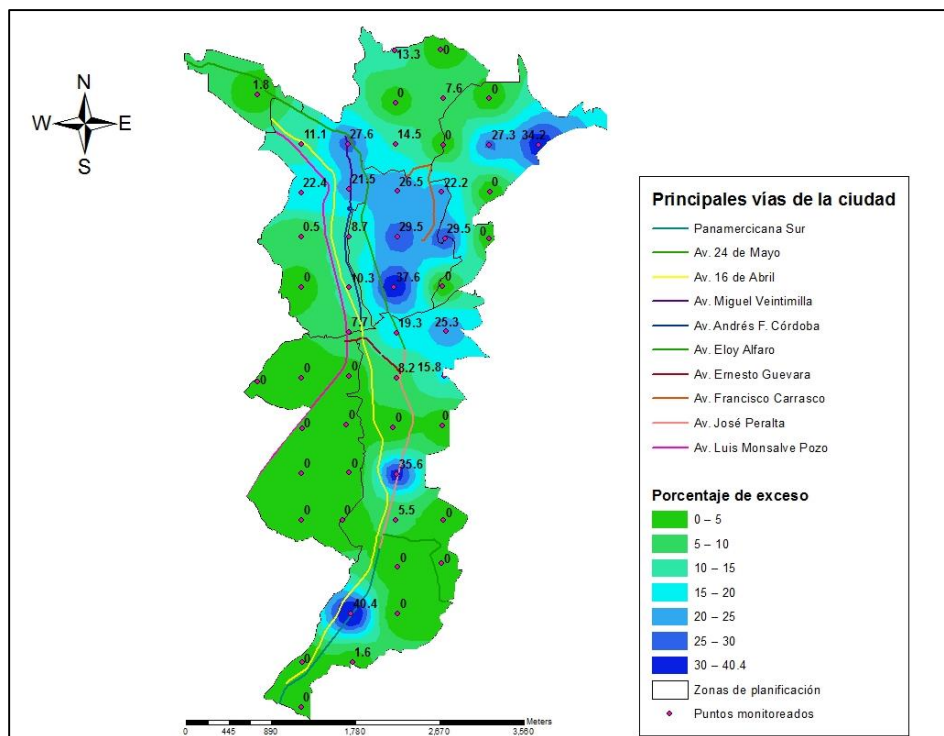 13.3 0
1.8
7.6 0
0
N
W E
S
11.1 27.6 14.5 0 27.3 34.2
22.4 21.5 26.5 22.2 0
0.5 8.7 29.5 29.5 0
0 10.3 37.6 0
7.7 19.3 25.3
0 0 0 8.2 15.8
0 0 0 0
0 0 35.6
0 0 5.5 0
0 0
40.4 0
0 1.6
0
Meters
0 445 890 1,780 2,670 3,560
Principales vías de la ciudad
Panamericana Sur
Av. 24 de Mayo
Av. 16 de Abril
Av. Miguel Veintimilla
Av. Andrés F. Córdoba
Av. Eloy Alfaro
Av. Ernesto Guevara
Av. Francisco Carrasco
Av. José Peralta
Av. Luis Monsalve Pozo
Porcentaje de exceso
0 – 5
5 – 10
10 – 15
15 – 20
20 – 25
25 – 30
30 – 40.4
Zonas de planificación
Puntos monitoreados